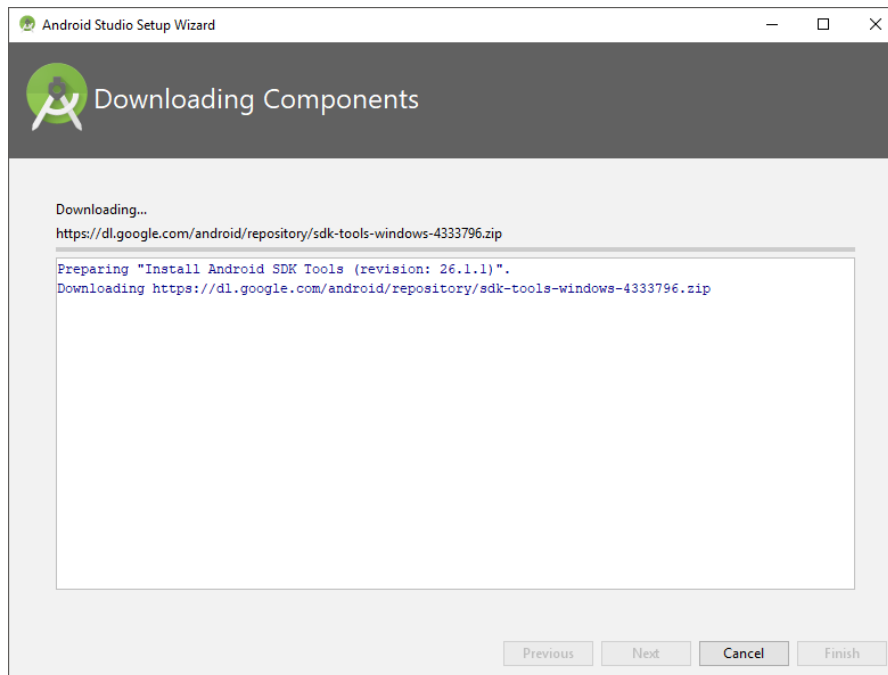 Android Studio Setup Wizard
Downloading Components
Downloading...
https://dl.google.com/android/repository/sdk-tools-windows-4333796.zip
Preparing "Install Android SDK Tools (revision: 26.1.1)".
Downloading https://dl.google.com/android/repository/sdk-tools-windows-4333796.zip
Previous Next Cancel Finish